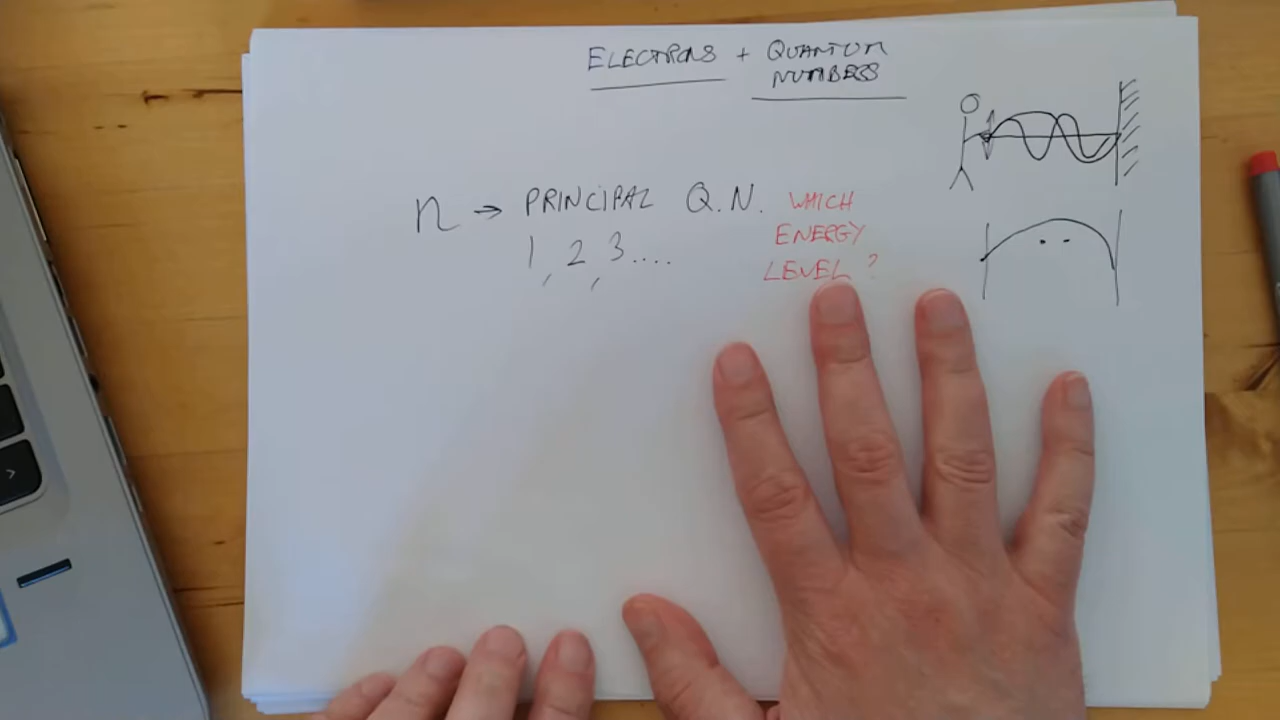 ELECTRONS + QUANTUM
NUMBERS
n → PRINCIPAL Q.N.
1, 2, 3....
WHICH
ENERGY
LEVEL ?